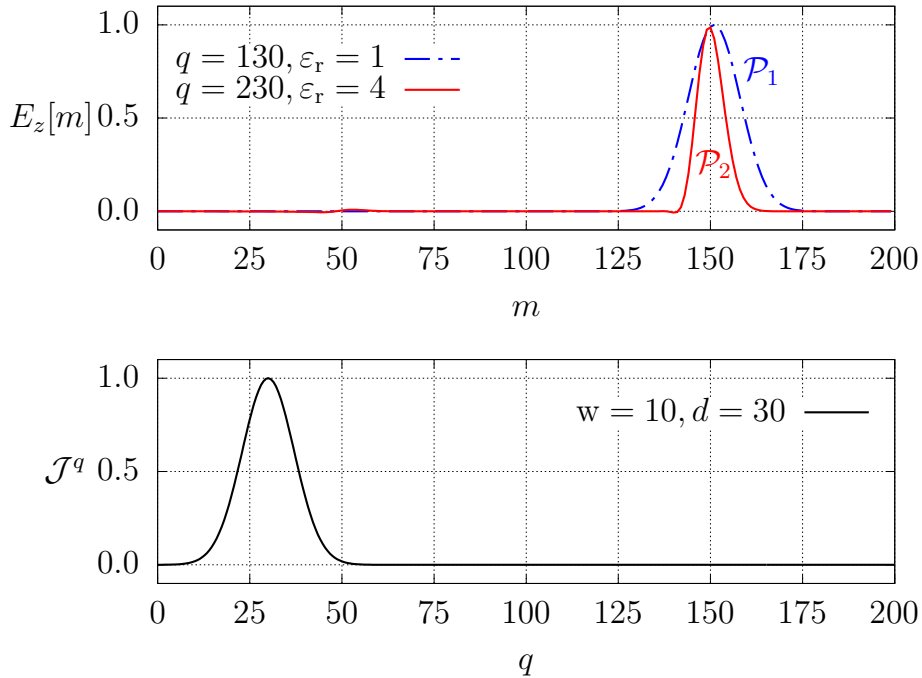 1.0
q = 130, εr = 1
𝒫1
q = 230, εr = 4
Ez[m] 0.5
𝒫2
0.0
0 25 50 75 100 125 150 175 200
m
1.0
w = 10, d = 30
𝒥^q 0.5
0.0
0 25 50 75 100 125 150 175 200
q